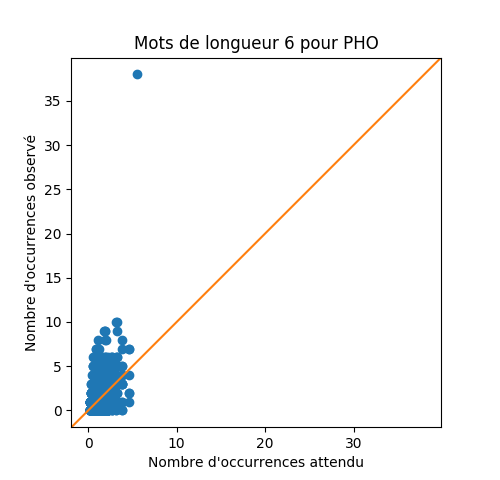 Mots de longueur 6 pour PHO
Nombre d'occurrences observé
35
30
25
20
15
10
5
0
0 10 20 30
Nombre d'occurrences attendu